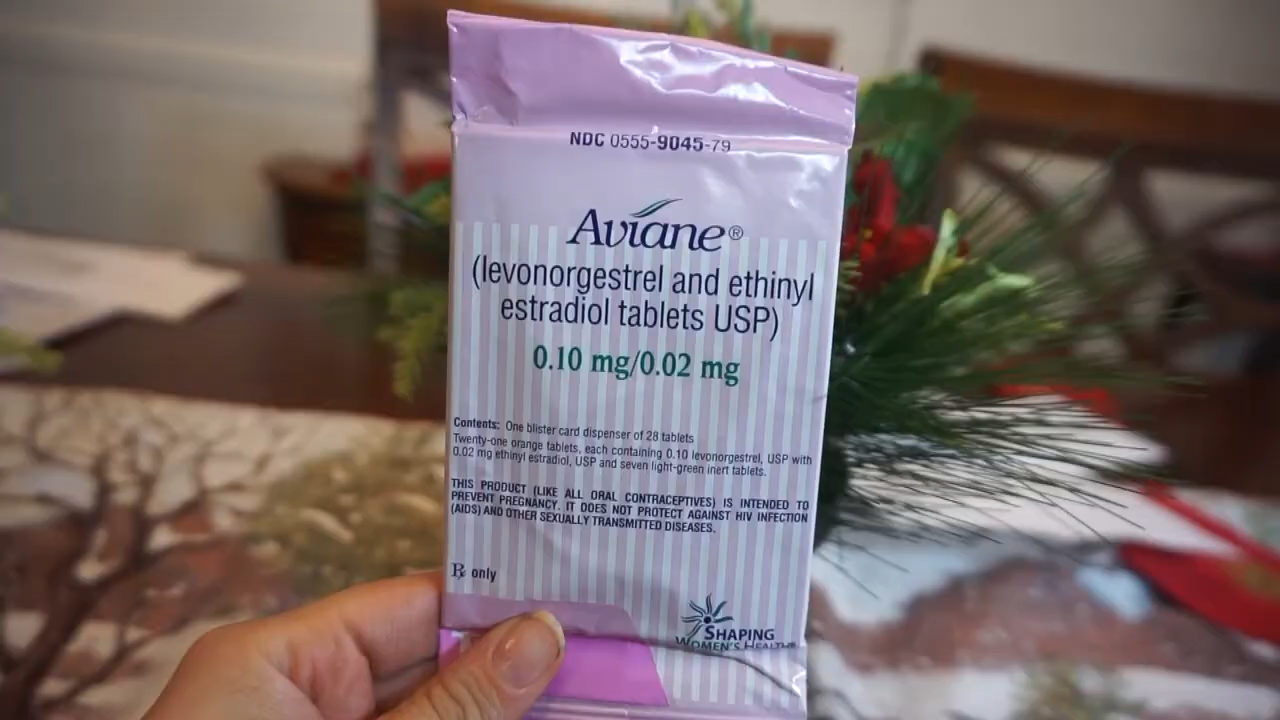 NDC 0555-9045-79
Aviane®
(levonorgestrel and ethinyl
estradiol tablets USP)
0.10 mg/0.02 mg
Contents: One blister card dispenser of 28 tablets
Twenty-one orange tablets, each containing 0.10 levonorgestrel, USP with
0.02 mg ethinyl estradiol, USP and seven light-green inert tablets.
THIS PRODUCT (LIKE ALL ORAL CONTRACEPTIVES) IS INTENDED TO
PREVENT PREGNANCY. IT DOES NOT PROTECT AGAINST HIV INFECTION
(AIDS) AND OTHER SEXUALLY TRANSMITTED DISEASES.
℞ only
SHAPING
WOMEN'S HEALTH®